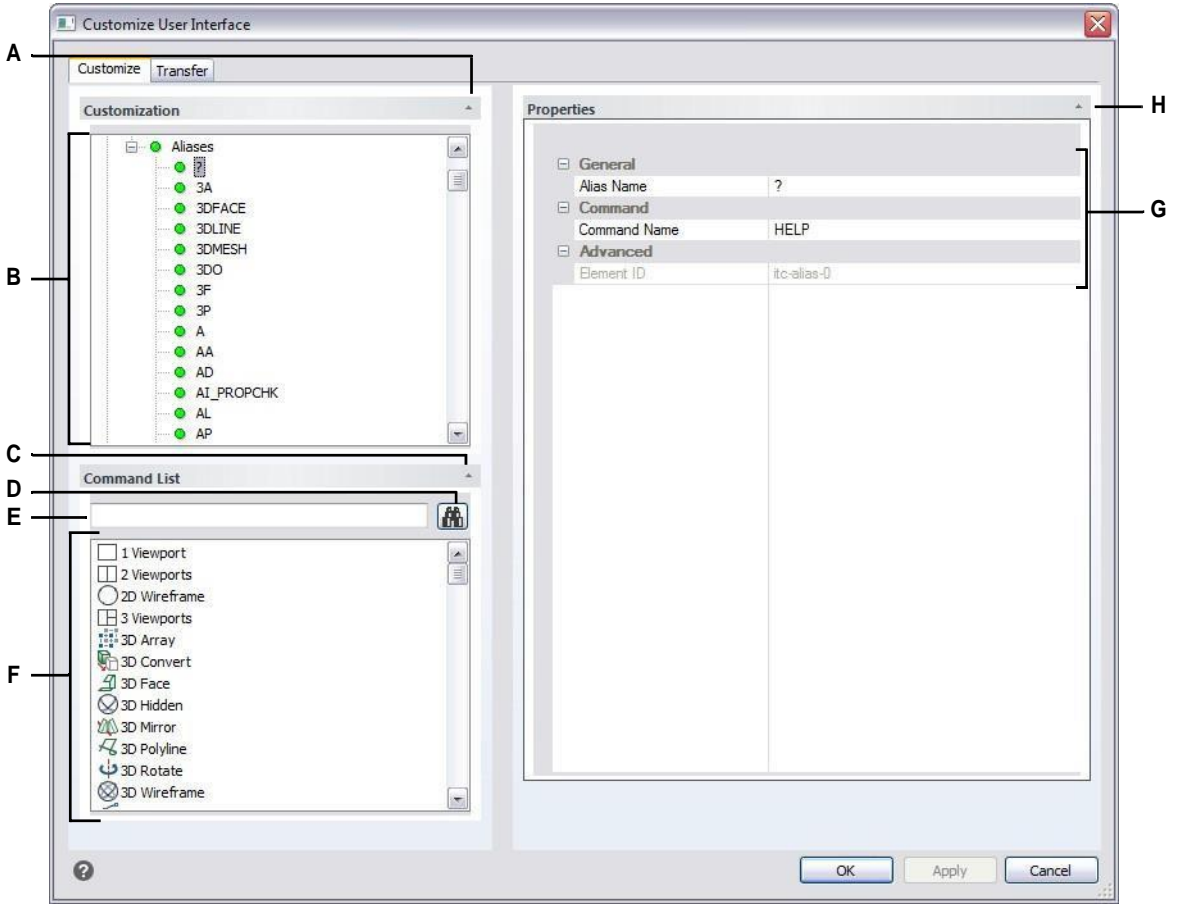 Customize User Interface
A
Customize Transfer
Customization
Properties
H
Aliases
?
3A
3DFACE
3DLINE
3DMESH
3DO
3F
3P
A
AA
AD
AI_PROPCHK
AL
AP
B
General
Alias Name ?
Command
Command Name HELP
Advanced
Element ID itc-alias-0
G
C
Command List
D
E
1 Viewport
2 Viewports
2D Wireframe
3 Viewports
3D Array
3D Convert
3D Face
3D Hidden
3D Mirror
3D Polyline
3D Rotate
3D Wireframe
F
?
OK Apply Cancel